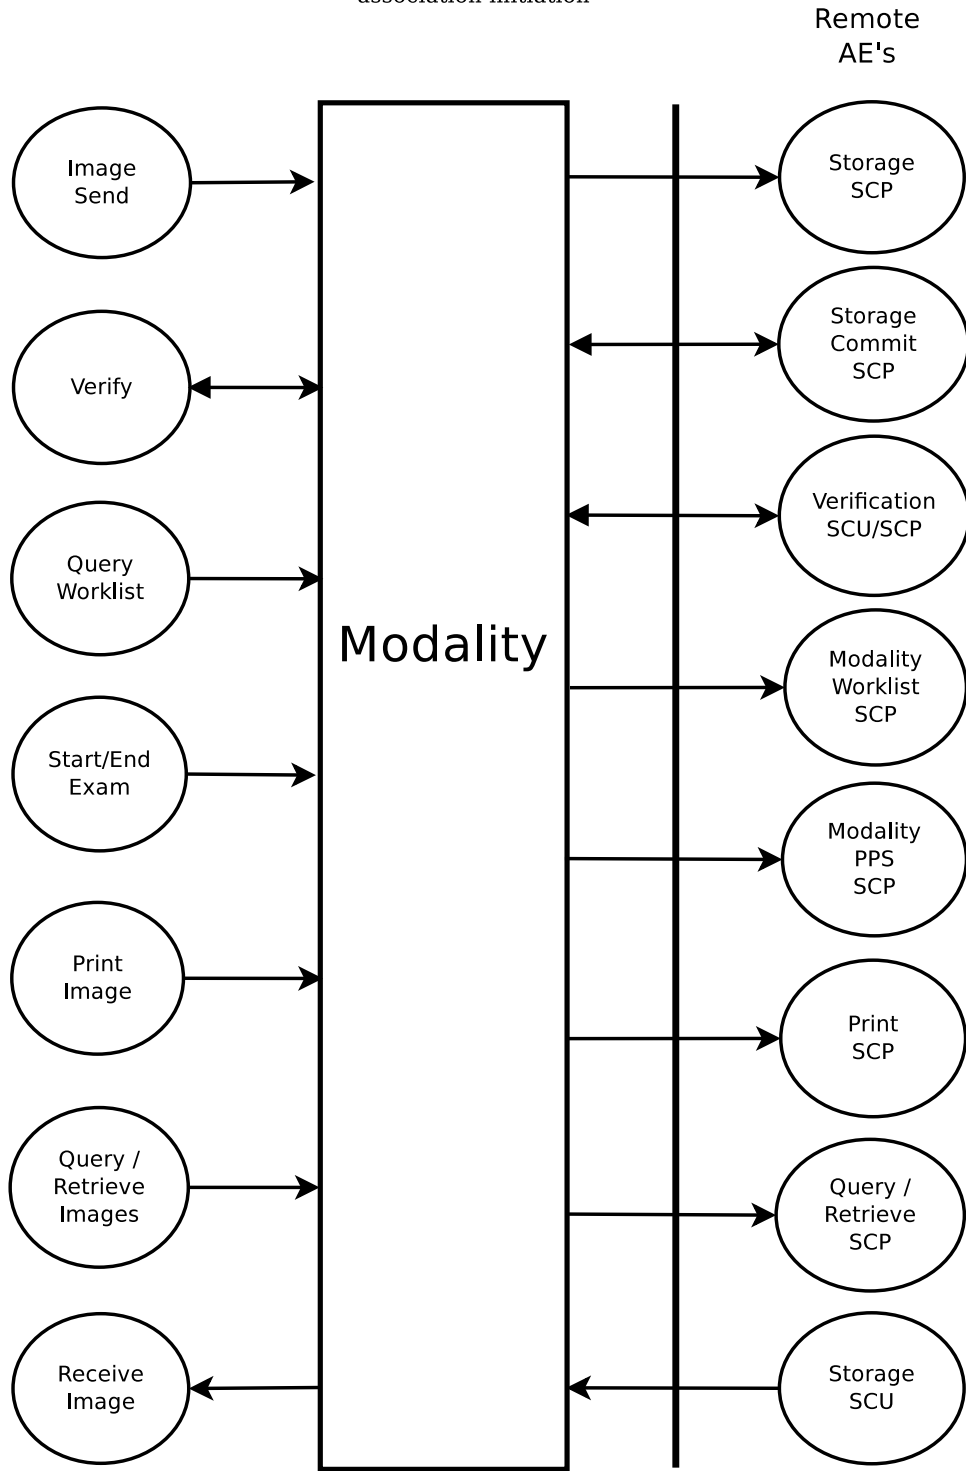 association initiation
Remote
AE's
Image
Send
Storage
SCP
Storage
Commit
SCP
Verify
Verification
SCU/SCP
Query
Worklist
Modality
Modality
Worklist
SCP
Start/End
Exam
Modality
PPS
SCP
Print
Image
Print
SCP
Query /
Retrieve
Images
Query /
Retrieve
SCP
Receive
Image
Storage
SCU